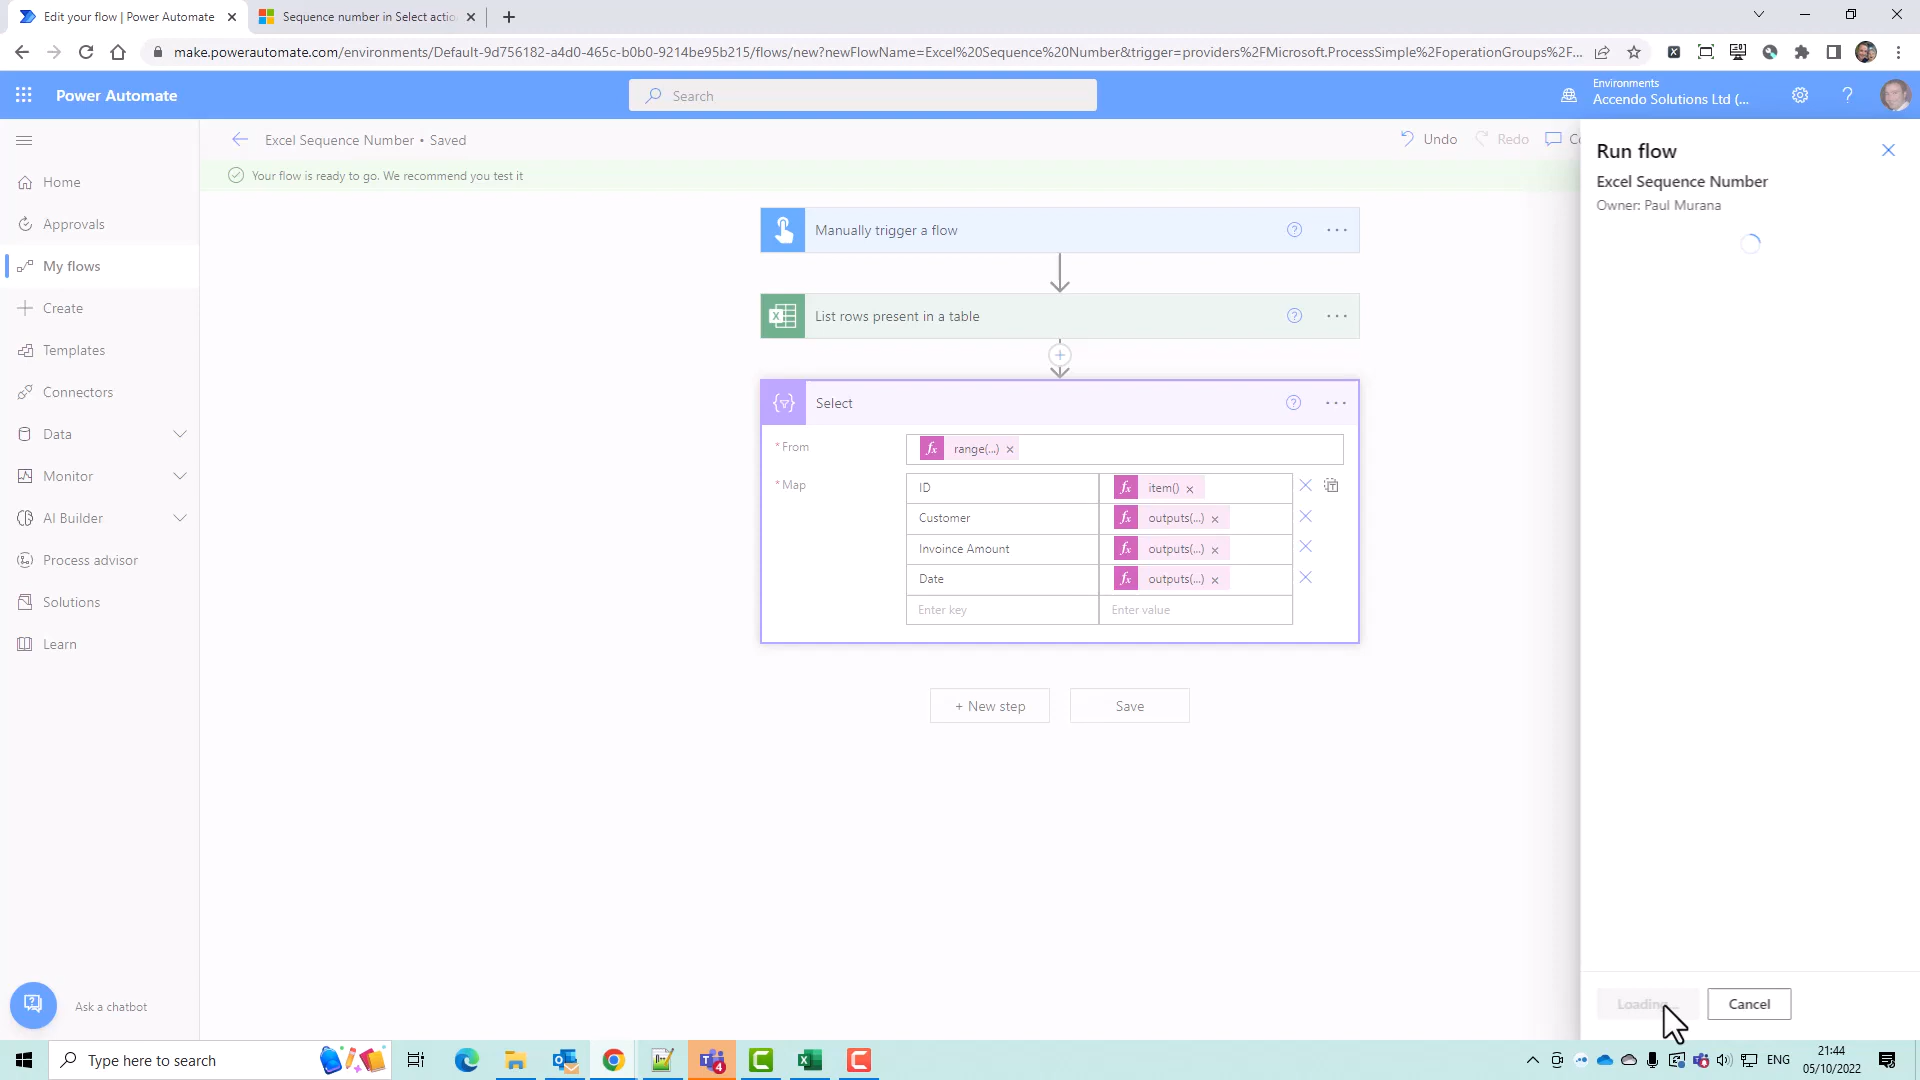 Edit your flow | Power Automate
Sequence number in Select actio
make.powerautomate.com/environments/Default-9d756182-a4d0-465c-b0b0-9214be95b215/flows/new?newFlowName=Excel%20Sequence%20Number&trigger=providers%2FMicrosoft.ProcessSimple%2FoperationGroups%2F...
Power Automate
Search
Environments
Accendo Solutions Ltd (...
Excel Sequence Number • Saved
Undo
Redo
Co
Your flow is ready to go. We recommend you test it
Home
Approvals
My flows
Create
Templates
Connectors
Data
Monitor
AI Builder
Process advisor
Solutions
Learn
Ask a chatbot
Manually trigger a flow
List rows present in a table
Select
* From
range(...)
* Map
ID
item()
Customer
outputs(...)
Invoince Amount
outputs(...)
Date
outputs(...)
Enter key
Enter value
+ New step
Save
Run flow
Excel Sequence Number
Owner: Paul Murana
Cancel
Type here to search
4
ENG
21:44
05/10/2022